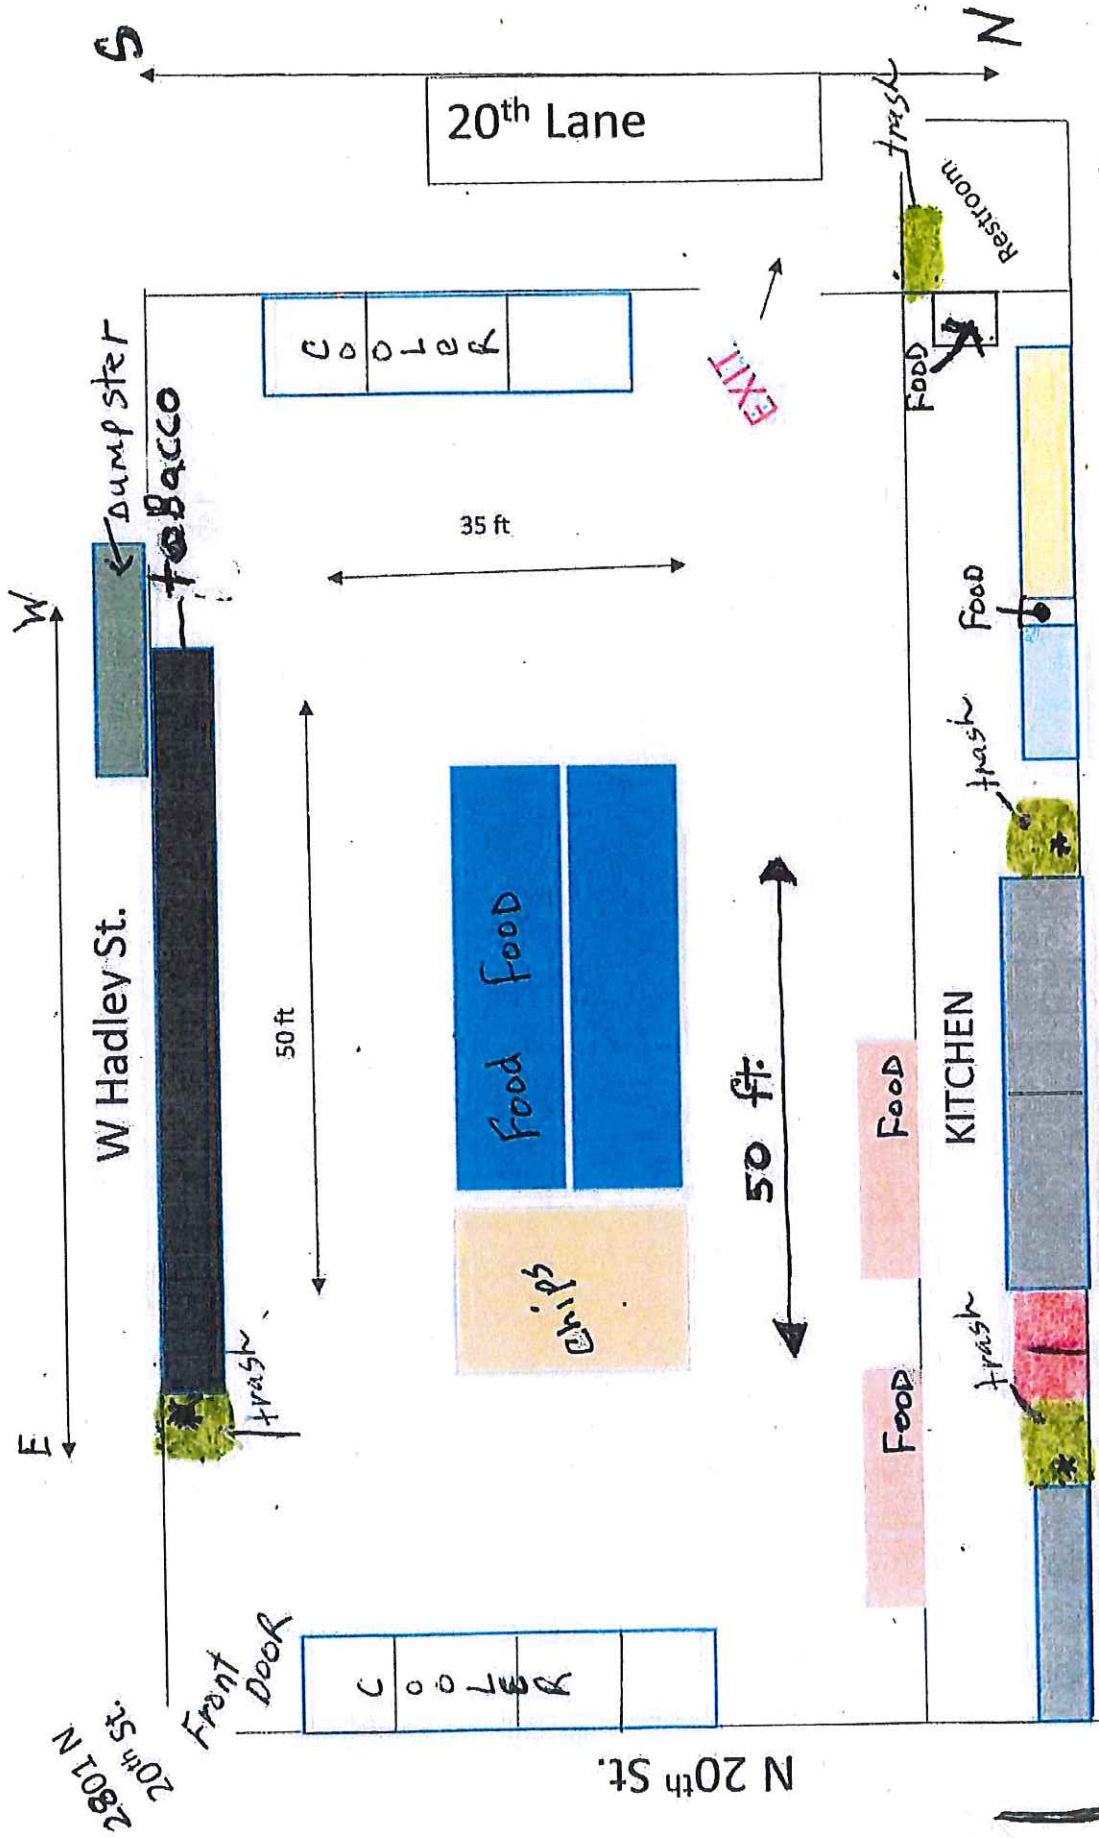 E
W
W Hadley St.
Dumpster
toBacco
S
N
20th Lane
2801 N
20th St.
Front
DooR
trash
50 ft
35 ft
COOLER
COOLER
Food Food
Chips
50 ft.
EXIT
trash
Restroom
FOOD
FOOD
FOOD
FOOD
KITCHEN
trash
trash
N 20th St.